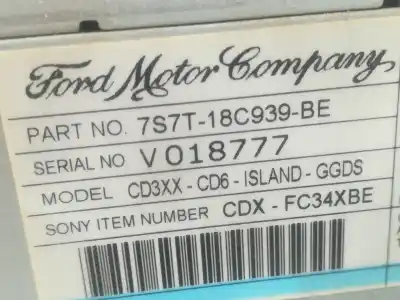 Ford Motor Company
PART NO. 7S7T-18C939-BE
SERIAL NO. V018777
MODEL CD3XX - CD6 - ISLAND - GGDS
SONY ITEM NUMBER CDX - FC34XBE